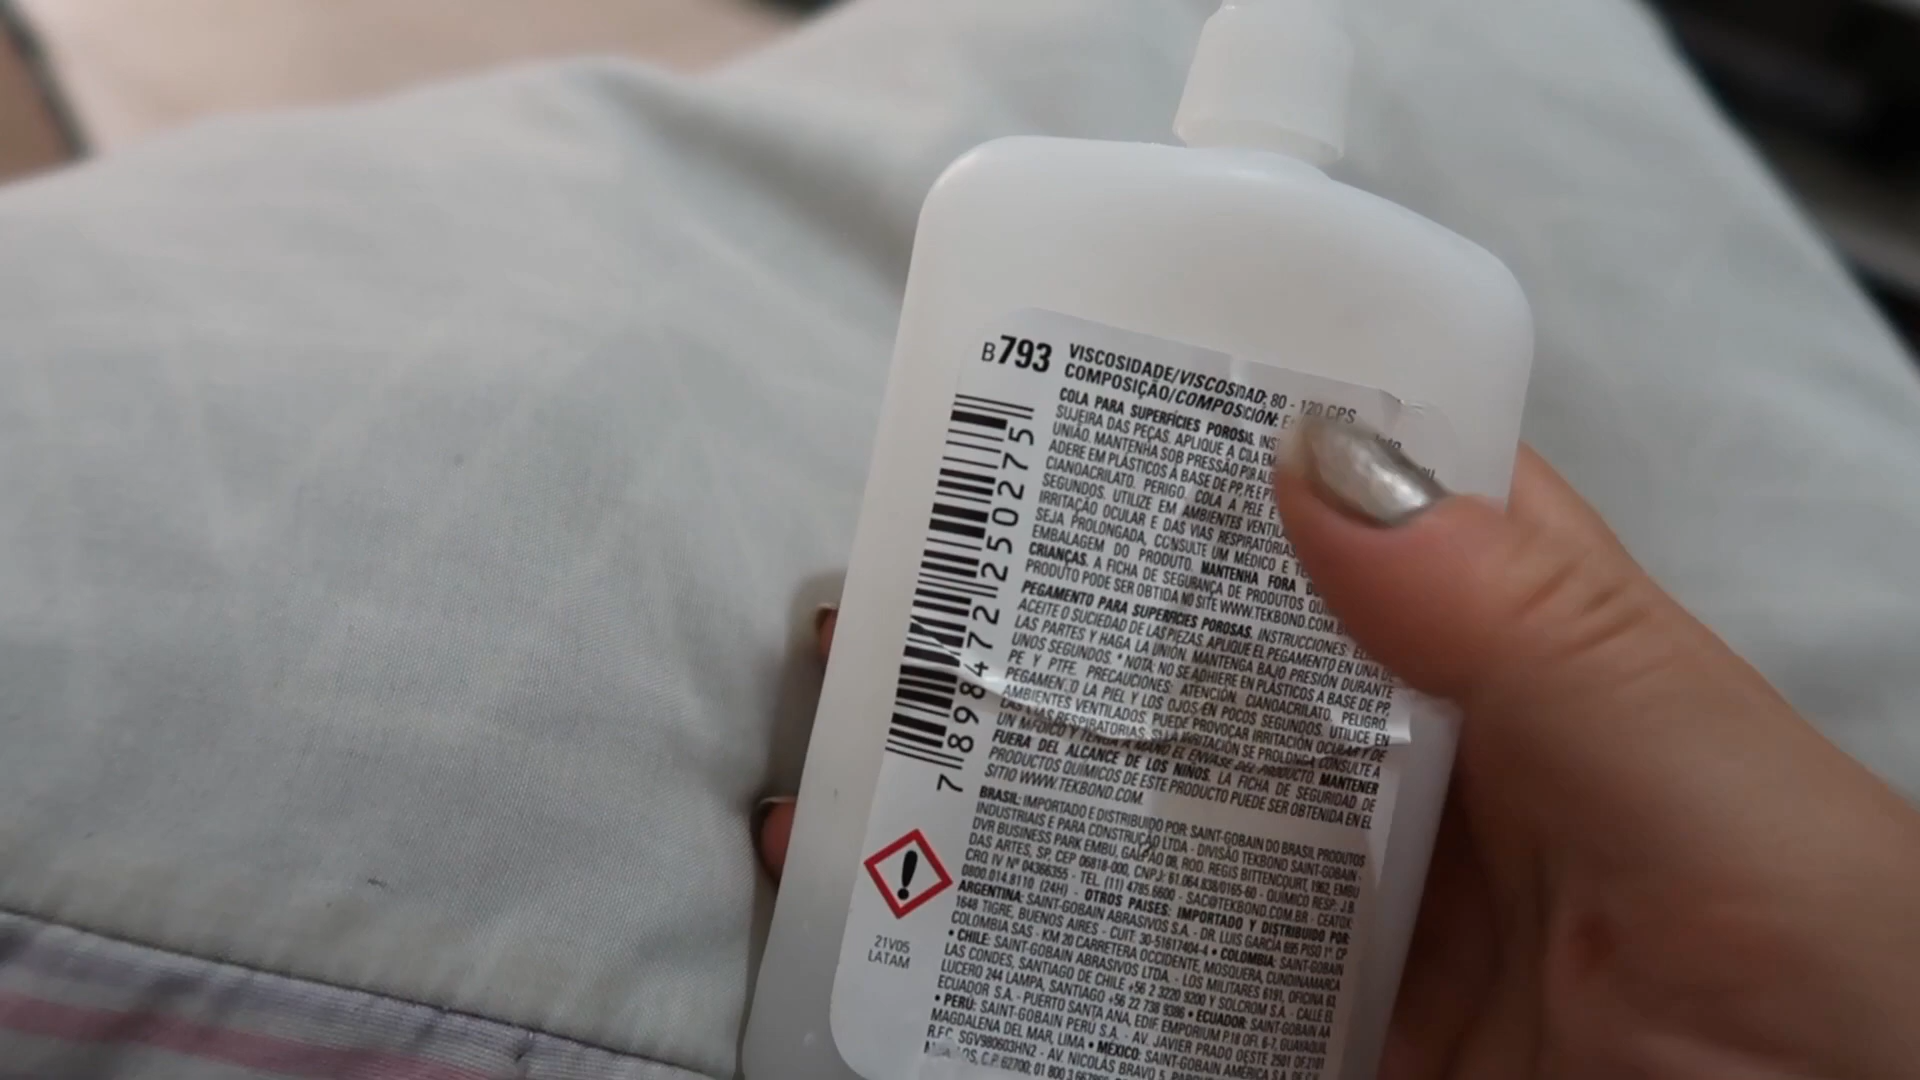 B793
VISCOSIDADE/VISCOSIDAD: 80 - 120 CPS
COMPOSIÇÃO/COMPOSICIÓN:
COLA PARA SUPERFÍCIES POROSAS.
SUJEIRA DAS PEÇAS. APLIQUE A
UNIÃO. MANTENHA SOB PRESSÃO POR
ADERE EM PLÁSTICOS À BASE DE PP, PE E
CIANOACRILATO. PERIGO. COLA A PELE E
SEGUNDOS. UTILIZE EM AMBIENTES
IRRITAÇÃO OCULAR E DAS VIAS RESPIRATÓRIAS.
SEJA PROLONGADA, CONSULTE UM MÉDICO E
EMBALAGEM DO PRODUTO. MANTENHA FORA
CRIANÇAS. A FICHA DE SEGURANÇA DE PRODUTOS
PRODUTO PODE SER OBTIDA NO SITE WWW.TEKBOND.COM.
PEGAMENTO PARA SUPERFICIES POROSAS. INSTRUCCIONES:
ACEITE O SUCIEDAD DE LAS PIEZAS. APLIQUE EL PEGAMENTO EN UNA DE
LAS PARTES Y HAGA LA UNIÓN. MANTENGA BAJO PRESIÓN DURANTE
UNOS SEGUNDOS. * NOTA: NO SE ADHIERE EN PLÁSTICOS A BASE DE PP,
PE Y PTFE. PRECAUCIONES: ATENCIÓN. CIANOACRILATO. PELIGRO.
PEGAMENTO LA PIEL Y LOS OJOS EN POCOS SEGUNDOS. UTILICE EN
AMBIENTES VENTILADOS. PUEDE PROVOCAR IRRITACIÓN OCULAR Y DE
LAS VIAS RESPIRATORIAS. SI LA IRRITACIÓN SE PROLONGA CONSULTE A
UN MÉDICO Y TENGA A MANO EL ENVASE DEL PRODUCTO. MANTENER
FUERA DEL ALCANCE DE LOS NIÑOS. LA FICHA DE SEGURIDAD DE
PRODUCTOS QUÍMICOS DE ESTE PRODUCTO PUEDE SER OBTENIDA EN EL
SITIO WWW.TEKBOND.COM.
BRASIL: IMPORTADO E DISTRIBUIDO POR: SAINT-GOBAIN DO BRASIL PRODUTOS
INDUSTRIAIS E PARA CONSTRUÇÃO LTDA - DIVISÃO TEKBOND SAINT-GOBAIN -
DVR BUSINESS PARK EMBU, GALPÃO 08, ROD. REGIS BITTENCOURT, 1962, EMBU
DAS ARTES, SP, CEP 06818-000, CNPJ: 61.064.838/0165-60 - QUÍMICO RESP: J.B.
CRQ. IV Nº 04366355 - TEL. (11) 4785.6600 - SAC@TEKBOND.COM.BR - CEATOX:
0800.014.8110 (24H) - OTROS PAISES: IMPORTADO Y DISTRIBUIDO POR:
ARGENTINA: SAINT-GOBAIN ABRASIVOS S.A. - DR. LUIS GARCÍA 695 PISO 1º. CP
1648 TIGRE, BUENOS AIRES - CUIT: 30-51617404-4 • COLOMBIA: SAINT-GOBAIN
COLOMBIA SAS - KM 20 CARRETERA OCCIDENTE, MOSQUERA, CUNDINAMARCA
• CHILE: SAINT-GOBAIN ABRASIVOS LTDA. - LOS MILITARES 6191, OFICINA 61,
LAS CONDES, SANTIAGO DE CHILE +56 2 3220 9200 Y SOLCROM S.A. - CALLE EL
LUCERO 244 LAMPA, SANTIAGO +56 22 738 9386 • ECUADOR: SAINT-GOBAIN AA
ECUADOR S.A. - PUERTO SANTA ANA, EDIF. EMPORIUM P.18 OFI. 6-7, GUAYAQUIL
• PERÚ: SAINT-GOBAIN PERÚ S.A. - AV. JAVIER PRADO OESTE 2501 OF.2101
MAGDALENA DEL MAR, LIMA • MÉXICO: SAINT-GOBAIN AMÉRICA S.A. DE C.V.
R.F.C. SGV980603HN2 - AV. NICOLÁS BRAVO 5,
C.P. 62700; 01 800 3
7 898472 250275
21V05
LATAM